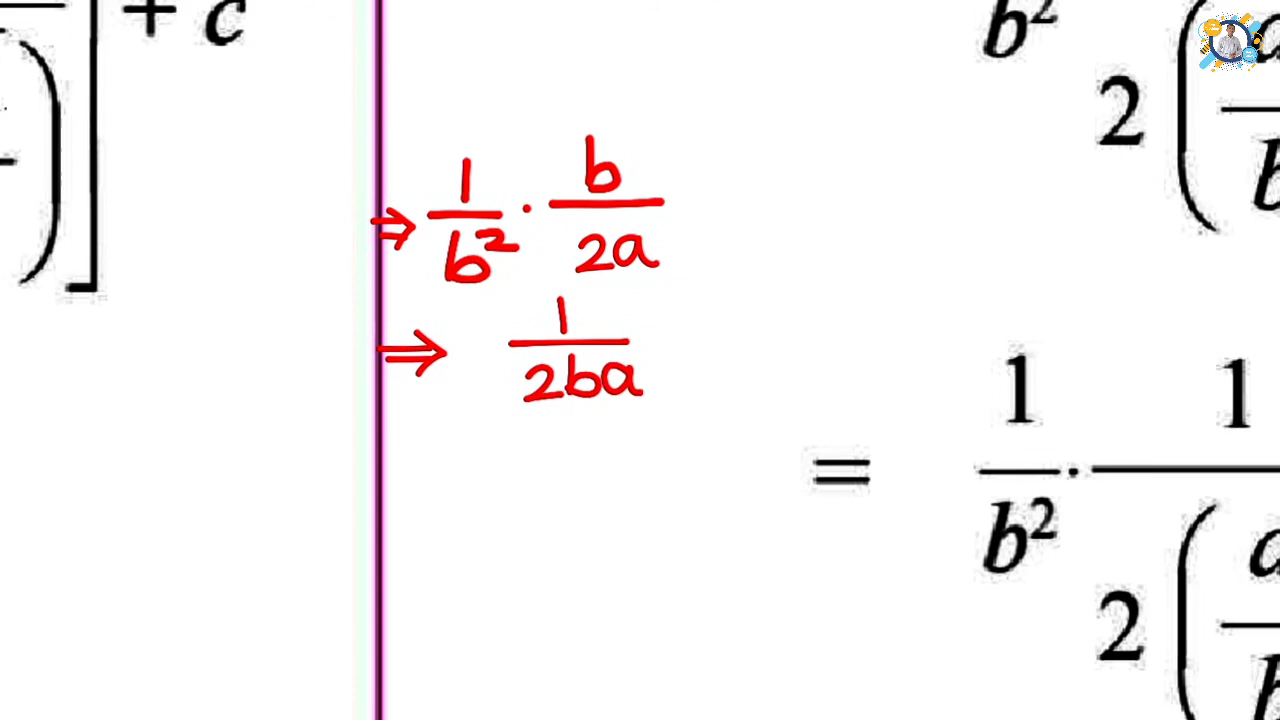 + c
⇒ 1/b² · b/2a
⇒ 1/2ba
b² 2(a/b
= 1/b² · 1/2(a/b